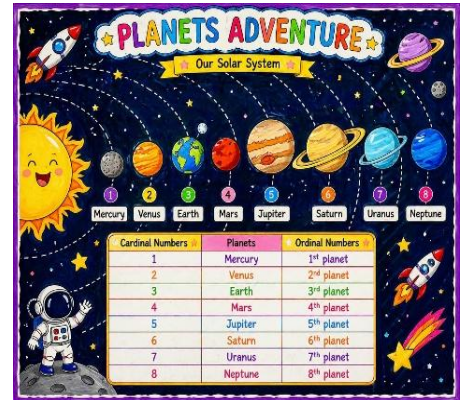 PLANETS ADVENTURE
Our Solar System
1 2 3 4 5 6 7 8
Mercury Venus Earth Mars Jupiter Saturn Uranus Neptune
Cardinal Numbers Planets Ordinal Numbers
1 Mercury 1st planet
2 Venus 2nd planet
3 Earth 3rd planet
4 Mars 4th planet
5 Jupiter 5th planet
6 Saturn 6th planet
7 Uranus 7th planet
8 Neptune 8th planet